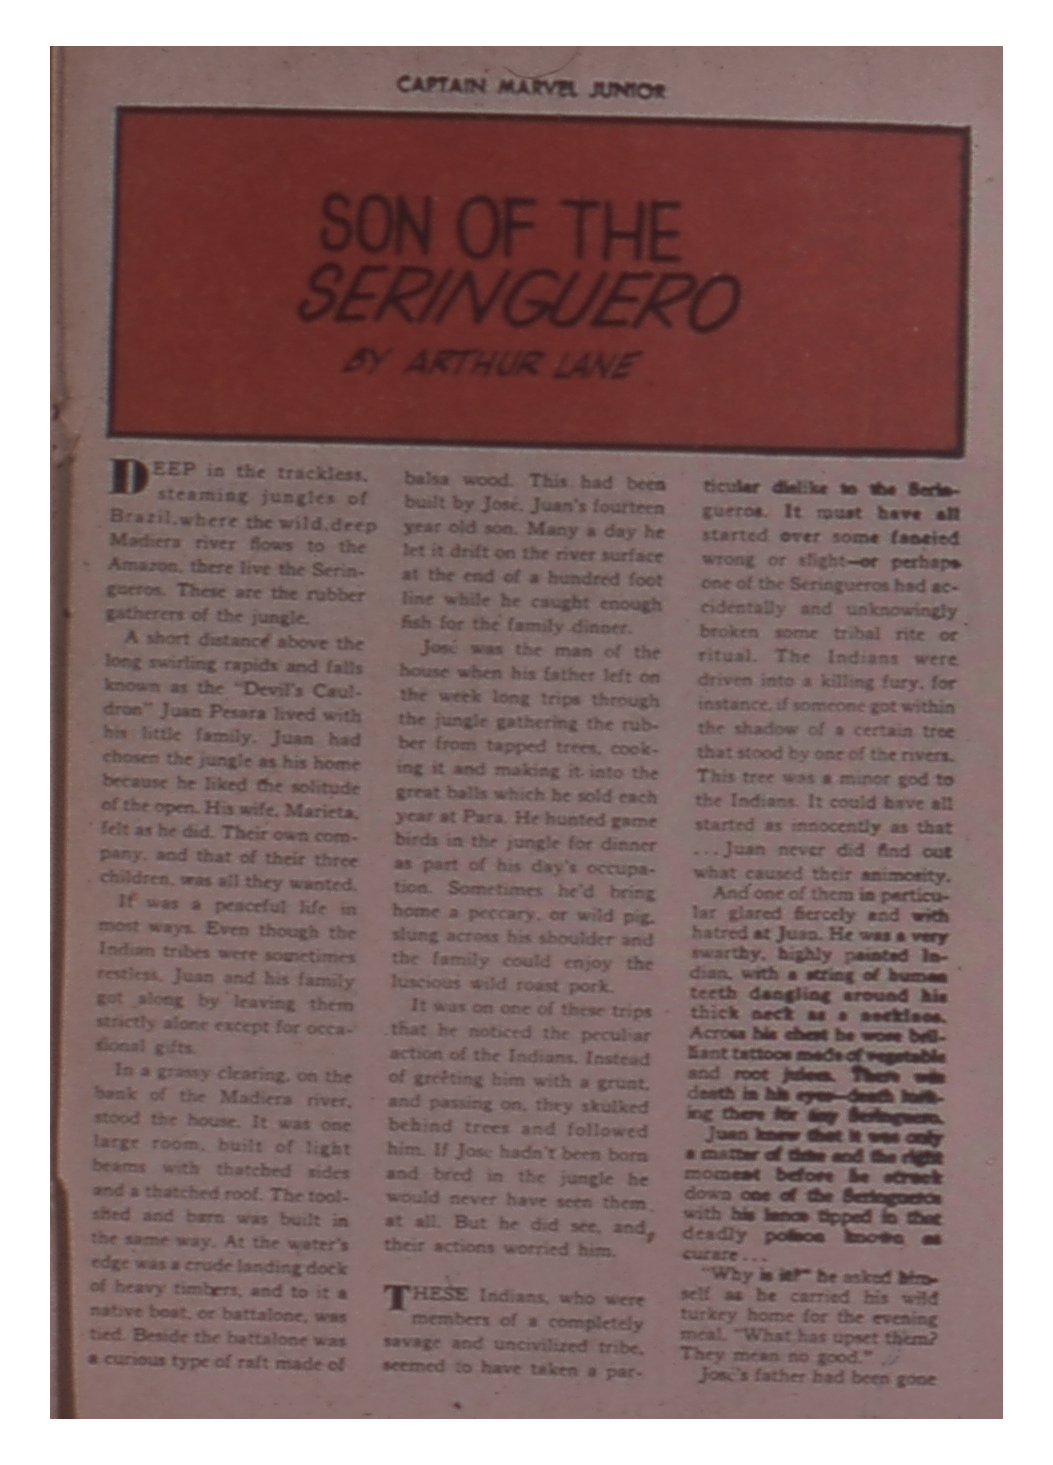 CAPTAIN MARVEL JUNIOR
SON OF THE
SERINGUERO
BY ARTHUR LANE
DEEP in the trackless,
steaming jungles of
Brazil, where the wild, deep
Madiera river flows to the
Amazon, there live the Serin-
gueros. These are the rubber
gatherers of the jungle.
A short distance above the
long swirling rapids and falls
known as the "Devil's Caul-
dron" Juan Pesara lived with
his little family. Juan had
chosen the jungle as his home
because he liked the solitude
of the open. His wife, Marieta,
felt as he did. Their own com-
pany, and that of their three
children, was all they wanted.
It was a peaceful life in
most ways. Even though the
Indian tribes were sometimes
restless, Juan and his family
got along by leaving them
strictly alone except for occa-
sional gifts.
In a grassy clearing, on the
bank of the Madiera river,
stood the house. It was one
large room, built of light
beams with thatched sides
and a thatched roof. The tool-
shed and barn was built in
the same way. At the water's
edge was a crude landing dock
of heavy timbers, and to it a
native boat, or battalone, was
tied. Beside the battalone was
a curious type of raft made of
balsa wood. This had been
built by José, Juan's fourteen
year old son. Many a day he
let it drift on the river surface
at the end of a hundred foot
line while he caught enough
fish for the family dinner.
José was the man of the
house when his father left on
the week long trips through
the jungle gathering the rub-
ber from tapped trees, cook-
ing it and making it into the
great balls which he sold each
year at Para. He hunted game
birds in the jungle for dinner
as part of his day's occupa-
tion. Sometimes he'd bring
home a peccary, or wild pig,
slung across his shoulder and
the family could enjoy the
luscious wild roast pork.
It was on one of these trips
that he noticed the peculiar
action of the Indians. Instead
of greeting him with a grunt,
and passing on, they skulked
behind trees and followed
him. If José hadn't been born
and bred in the jungle he
would never have seen them
at all. But he did see, and,
their actions worried him.
THESE Indians, who were
members of a completely
savage and uncivilized tribe,
seemed to have taken a par-
ticular dislike to the Serin-
gueros. It must have all
started over some fancied
wrong or slight—or perhaps
one of the Seringueros had ac-
cidentally and unknowingly
broken some tribal rite or
ritual. The Indians were
driven into a killing fury, for
instance, if someone got within
the shadow of a certain tree
that stood by one of the rivers.
This tree was a minor god to
the Indians. It could have all
started as innocently as that
... Juan never did find out
what caused their animosity.
And one of them in perticu-
lar glared fiercely and with
hatred at Juan. He was a very
swarthy, highly painted In-
dian, with a string of human
teeth dangling around his
thick neck as a necklace.
Across his chest he wore bril-
liant tattoos made of vegetable
and root juices. There was
death in his eyes—death look-
ing there for any Seringuero.
Juan knew that it was only
a matter of time and the right
moment before he struck
down one of the Seringueros
with his lance tipped in that
deadly poison known as
curare ...
"Why is it?" he asked him-
self as he carried his wild
turkey home for the evening
meal. "What has upset them?
They mean no good."
José's father had been gone